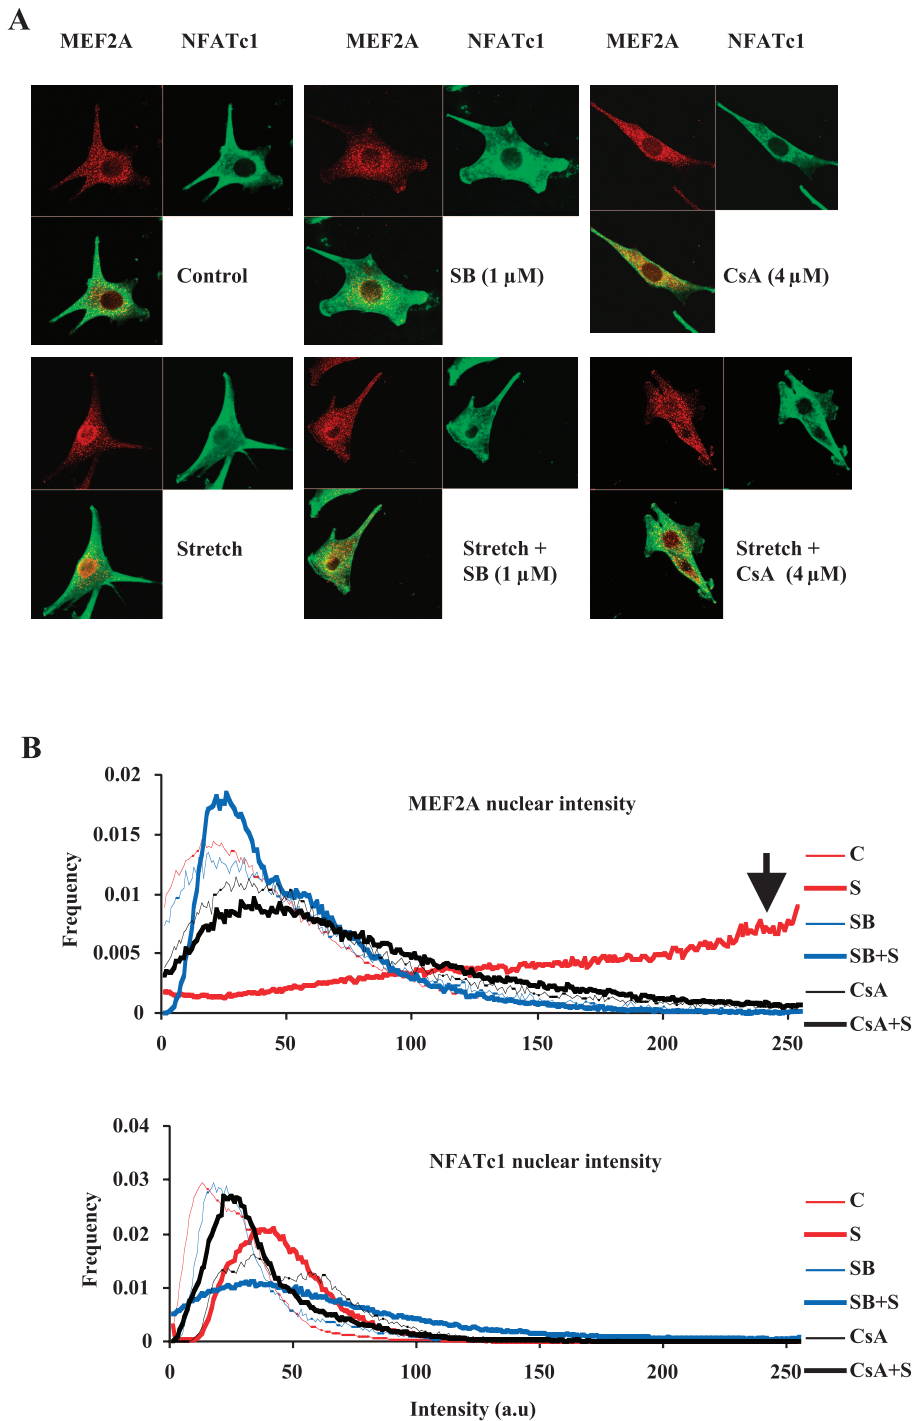 A
MEF2A NFATc1 MEF2A NFATc1 MEF2A NFATc1
Control SB (1 µM) CsA (4 µM)
Stretch Stretch + Stretch +
SB (1 µM) CsA (4 µM)
B
MEF2A nuclear intensity
Frequency
0.02
0.015
0.01
0.005
0
0 50 100 150 200 250
C
S
SB
SB+S
CsA
CsA+S
NFATc1 nuclear intensity
Frequency
0.04
0.03
0.02
0.01
0
0 50 100 150 200 250
Intensity (a.u)
C
S
SB
SB+S
CsA
CsA+S